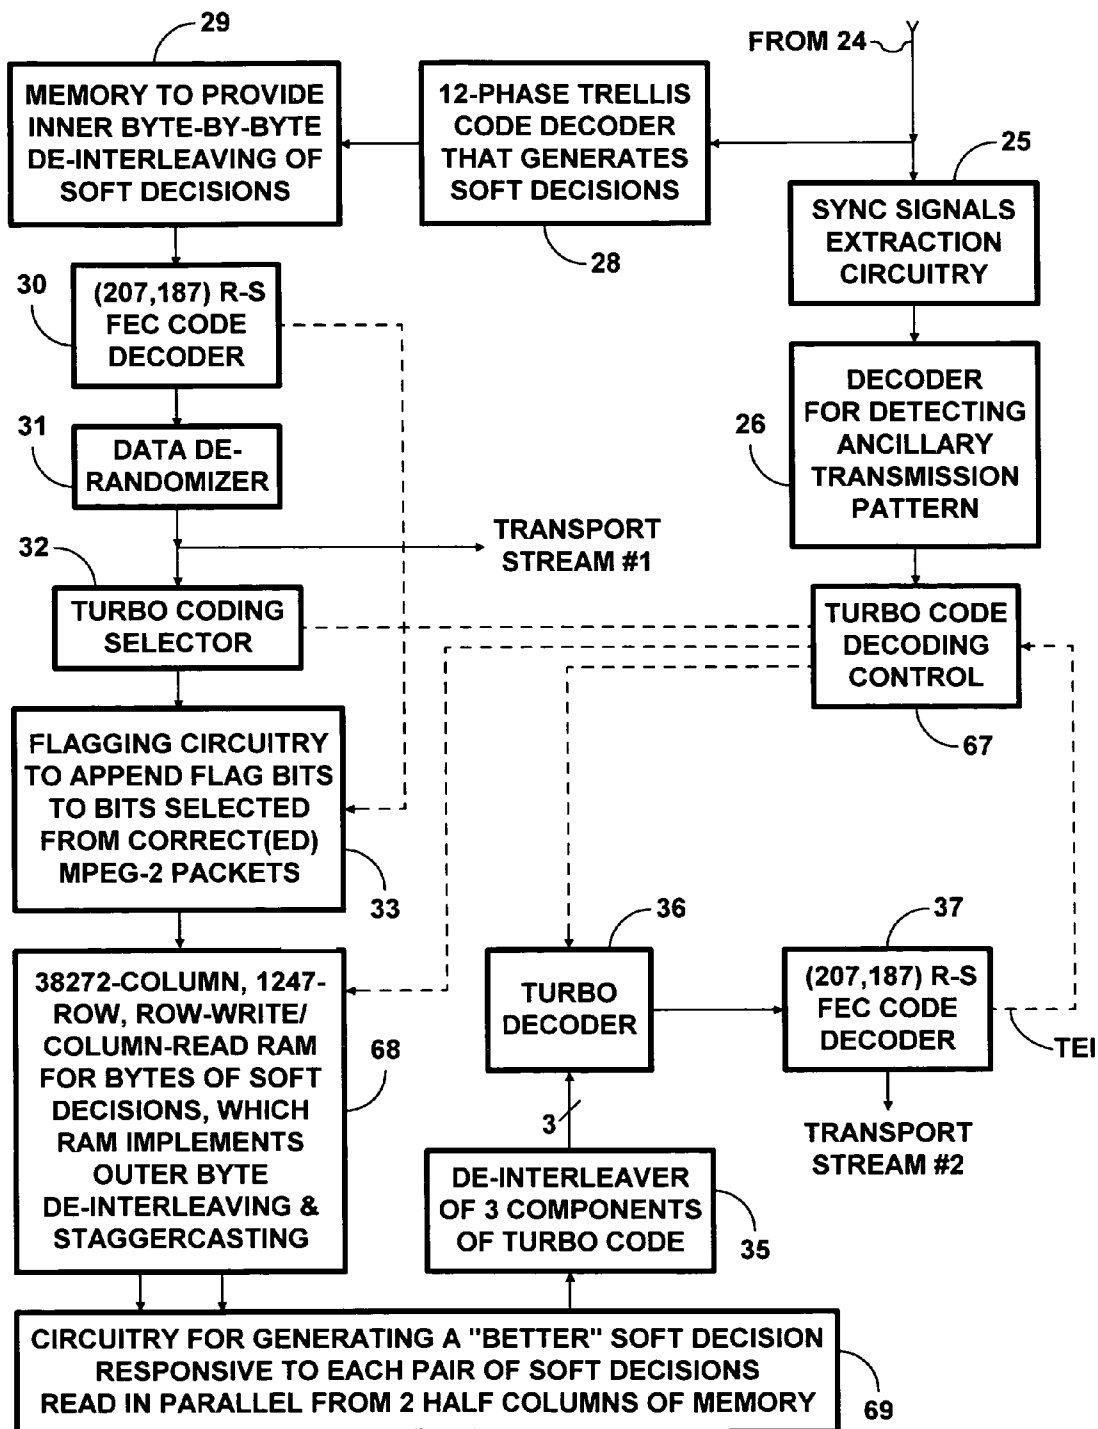 29
FROM 24
MEMORY TO PROVIDE
INNER BYTE-BY-BYTE
DE-INTERLEAVING OF
SOFT DECISIONS
12-PHASE TRELLIS
CODE DECODER
THAT GENERATES
SOFT DECISIONS
28
25
SYNC SIGNALS
EXTRACTION
CIRCUITRY
30
(207,187) R-S
FEC CODE
DECODER
26
DECODER
FOR DETECTING
ANCILLARY
TRANSMISSION
PATTERN
31
DATA DE-
RANDOMIZER
TRANSPORT
STREAM #1
32
TURBO CODING
SELECTOR
TURBO CODE
DECODING
CONTROL
67
FLAGGING CIRCUITRY
TO APPEND FLAG BITS
TO BITS SELECTED
FROM CORRECT(ED)
MPEG-2 PACKETS
33
38272-COLUMN, 1247-
ROW, ROW-WRITE/
COLUMN-READ RAM
FOR BYTES OF SOFT
DECISIONS, WHICH
RAM IMPLEMENTS
OUTER BYTE
DE-INTERLEAVING &
STAGGERCASTING
68
36
TURBO
DECODER
37
(207,187) R-S
FEC CODE
DECODER
TEI
TRANSPORT
STREAM #2
3
DE-INTERLEAVER
OF 3 COMPONENTS
OF TURBO CODE
35
CIRCUITRY FOR GENERATING A "BETTER" SOFT DECISION
RESPONSIVE TO EACH PAIR OF SOFT DECISIONS
READ IN PARALLEL FROM 2 HALF COLUMNS OF MEMORY
69